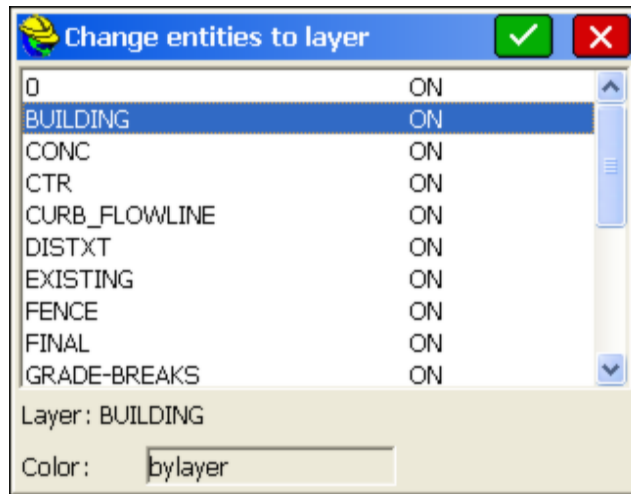 Change entities to layer
0 ON
BUILDING ON
CONC ON
CTR ON
CURB_FLOWLINE ON
DISTXT ON
EXISTING ON
FENCE ON
FINAL ON
GRADE-BREAKS ON
Layer: BUILDING
Color: bylayer